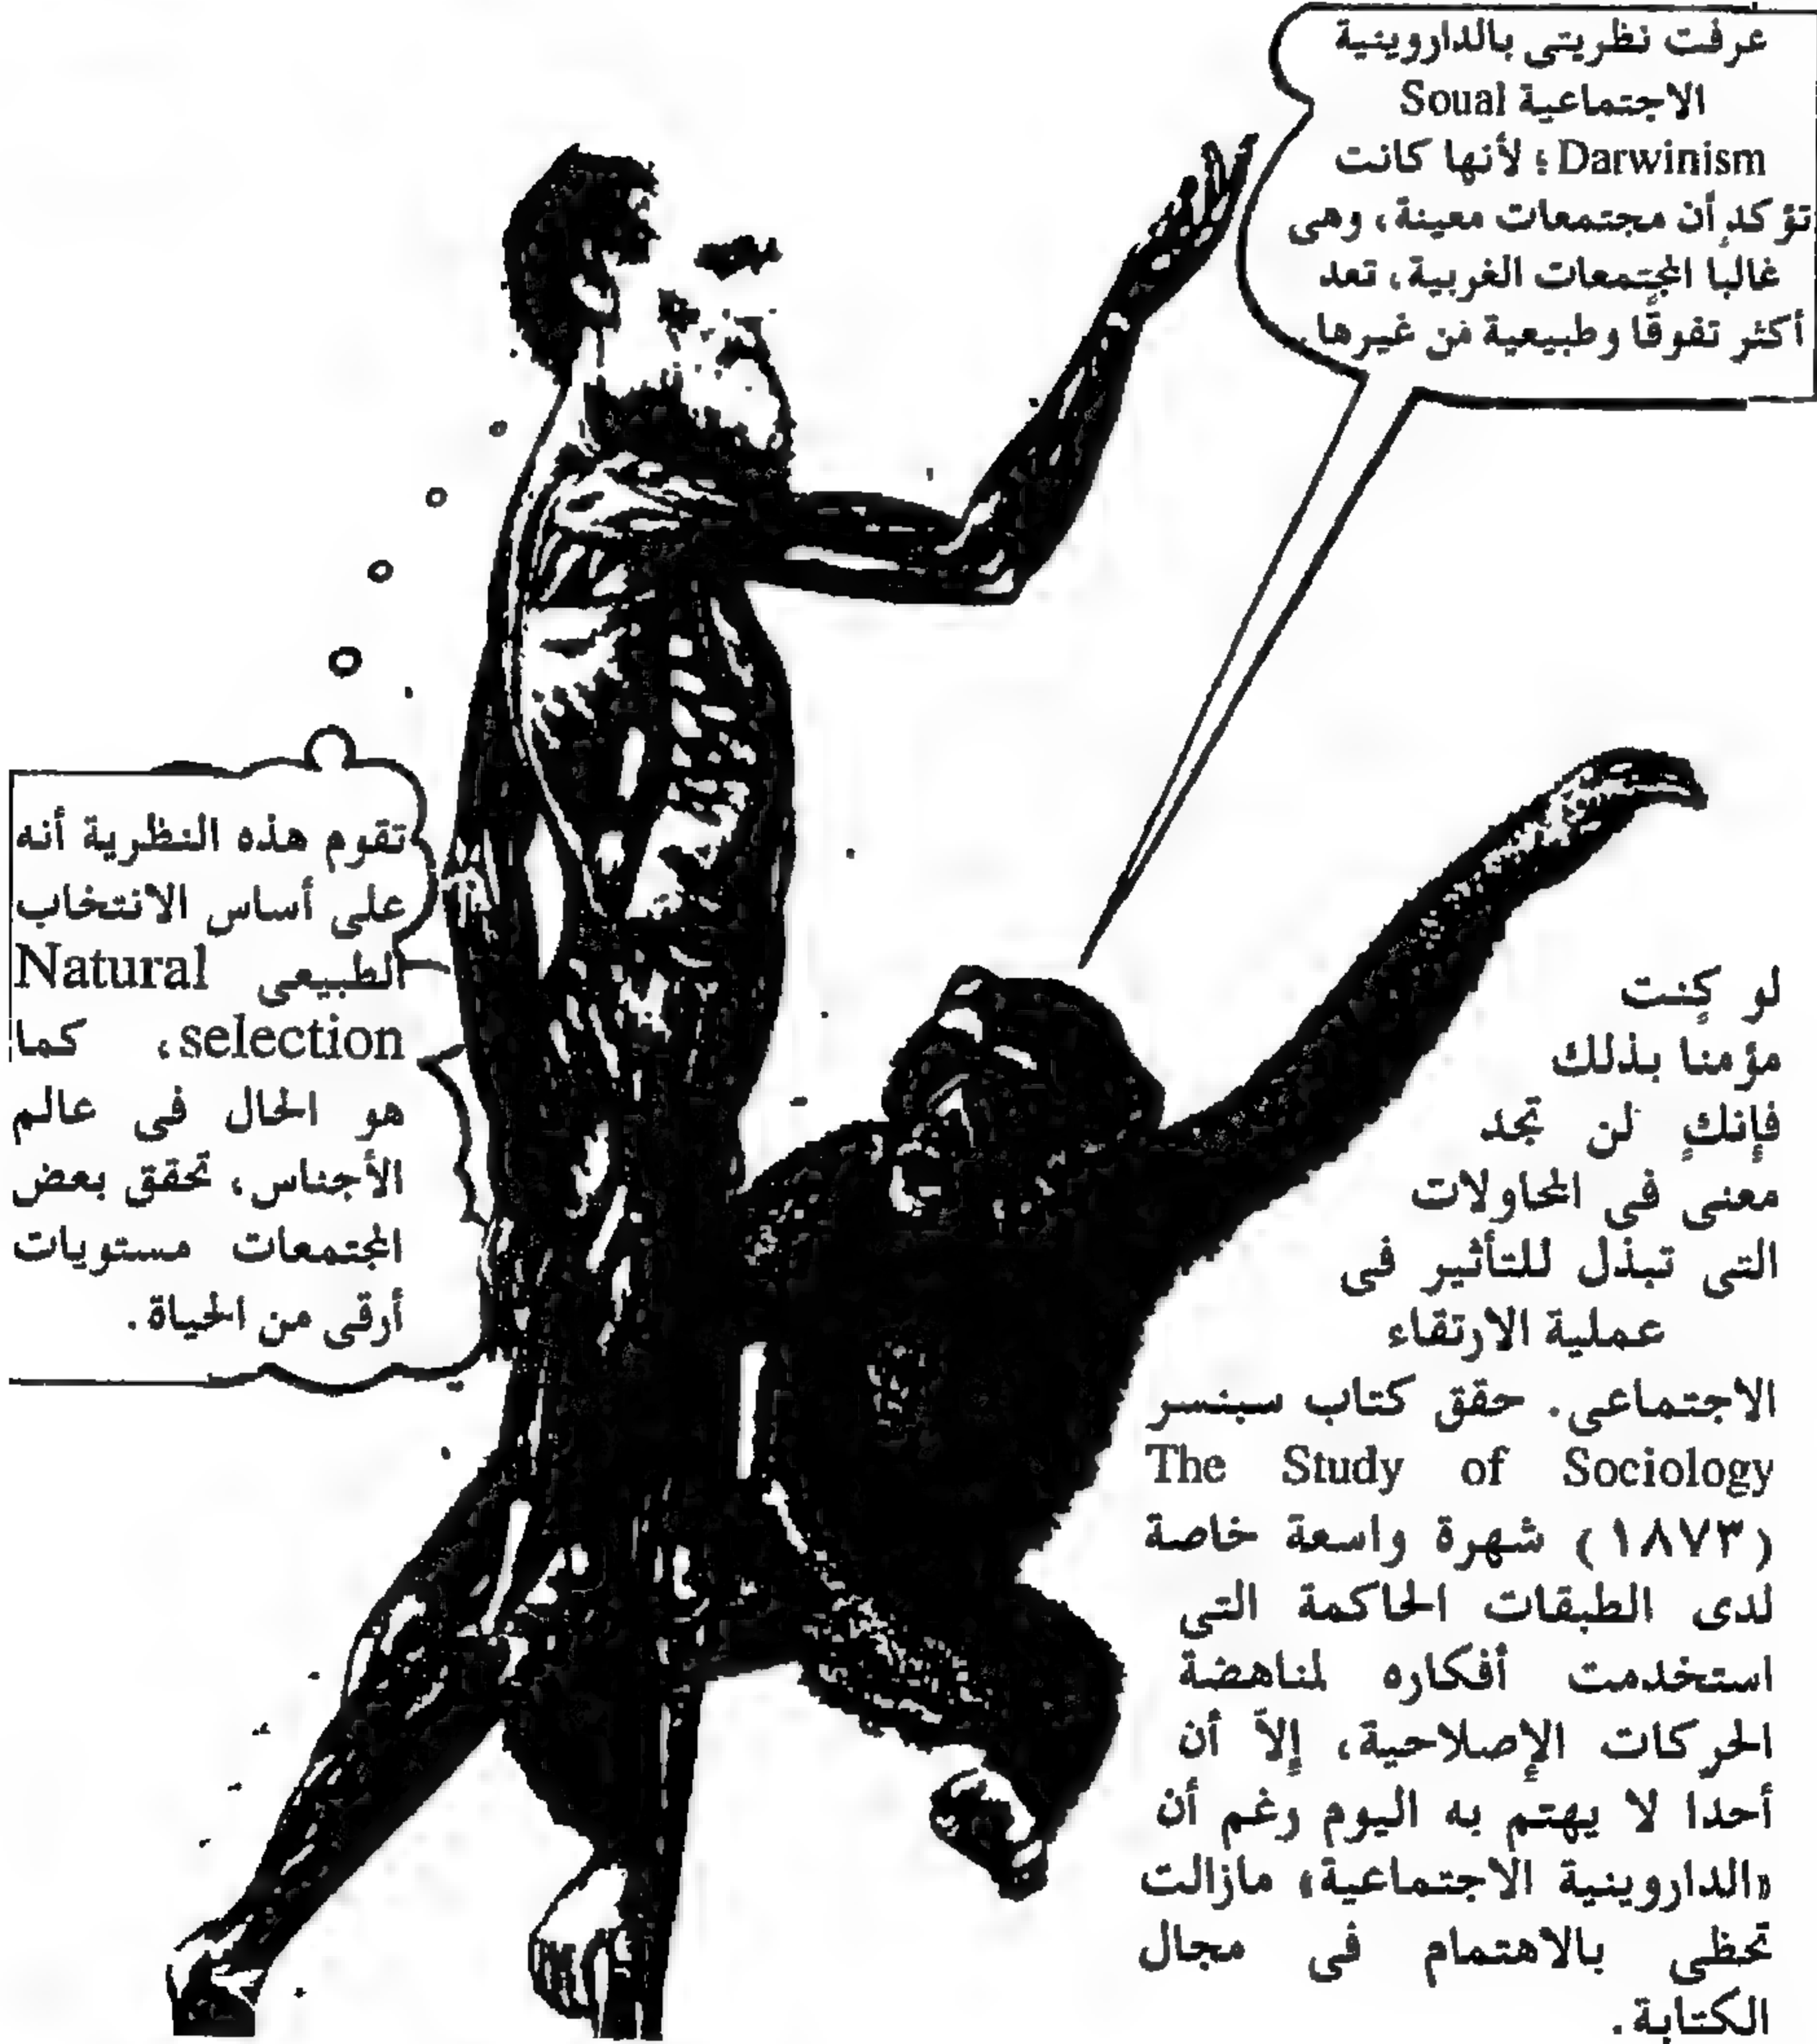 عرفت نظريتى بالداروينية
الاجتماعية Soual
Darwinism؛ لأنها كانت
تؤكد أن مجتمعات معينة، وهى
غالبا المجتمعات الغربية، تعد
أكثر تفوقًا وطبيعية من غيرها.
تقوم هذه النظرية أنه
على أساس الانتخاب
الطبيعى Natural
selection، كما
هو الحال فى عالم
الأجناس، تحقق بعض
المجتمعات مستويات
أرقى من الحياة.
لو كنت
مؤمنا بذلك
فإنك لن تجد
معنى فى المحاولات
التى تبذل للتأثير فى
عملية الارتقاء
الاجتماعى. حقق كتاب سبنسر
The Study of Sociology
(١٨٧٣) شهرة واسعة خاصة
لدى الطبقات الحاكمة التى
استخدمت أفكاره لمناهضة
الحركات الإصلاحية، إلاّ أن
أحدا لا يهتم به اليوم رغم أن
«الداروينية الاجتماعية» مازالت
تحظى بالاهتمام فى مجال
الكتابة.